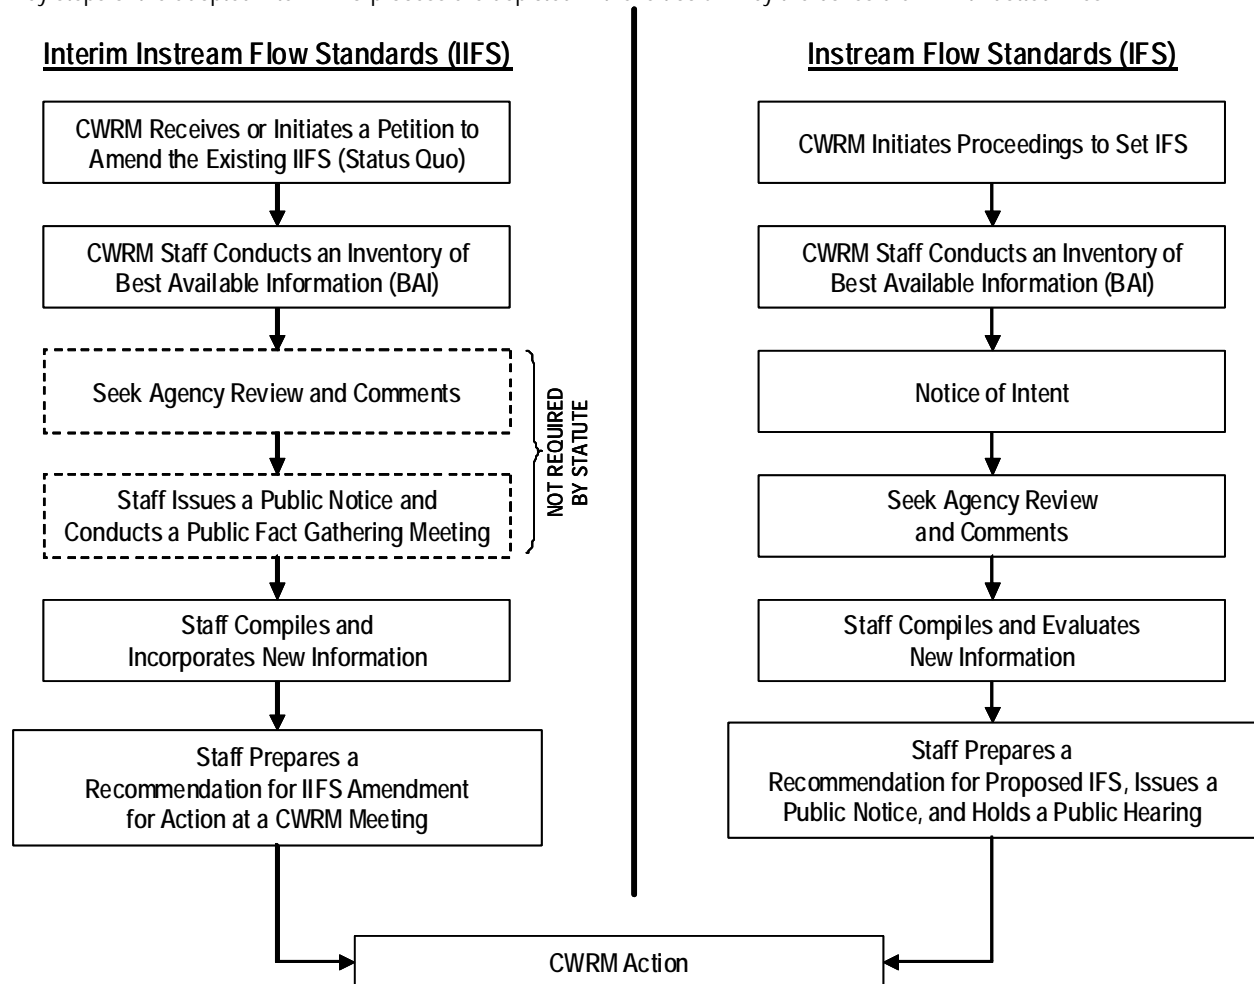 Interim Instream Flow Standards (IIFS)
CWRM Receives or Initiates a Petition to
Amend the Existing IIFS (Status Quo)
CWRM Staff Conducts an Inventory of
Best Available Information (BAI)
Seek Agency Review and Comments
Staff Issues a Public Notice and
Conducts a Public Fact Gathering Meeting
NOT REQUIRED
BY STATUTE
Staff Compiles and
Incorporates New Information
Staff Prepares a
Recommendation for IIFS Amendment
for Action at a CWRM Meeting
Instream Flow Standards (IFS)
CWRM Initiates Proceedings to Set IFS
CWRM Staff Conducts an Inventory of
Best Available Information (BAI)
Notice of Intent
Seek Agency Review
and Comments
Staff Compiles and Evaluates
New Information
Staff Prepares a
Recommendation for Proposed IFS, Issues a
Public Notice, and Holds a Public Hearing
CWRM Action